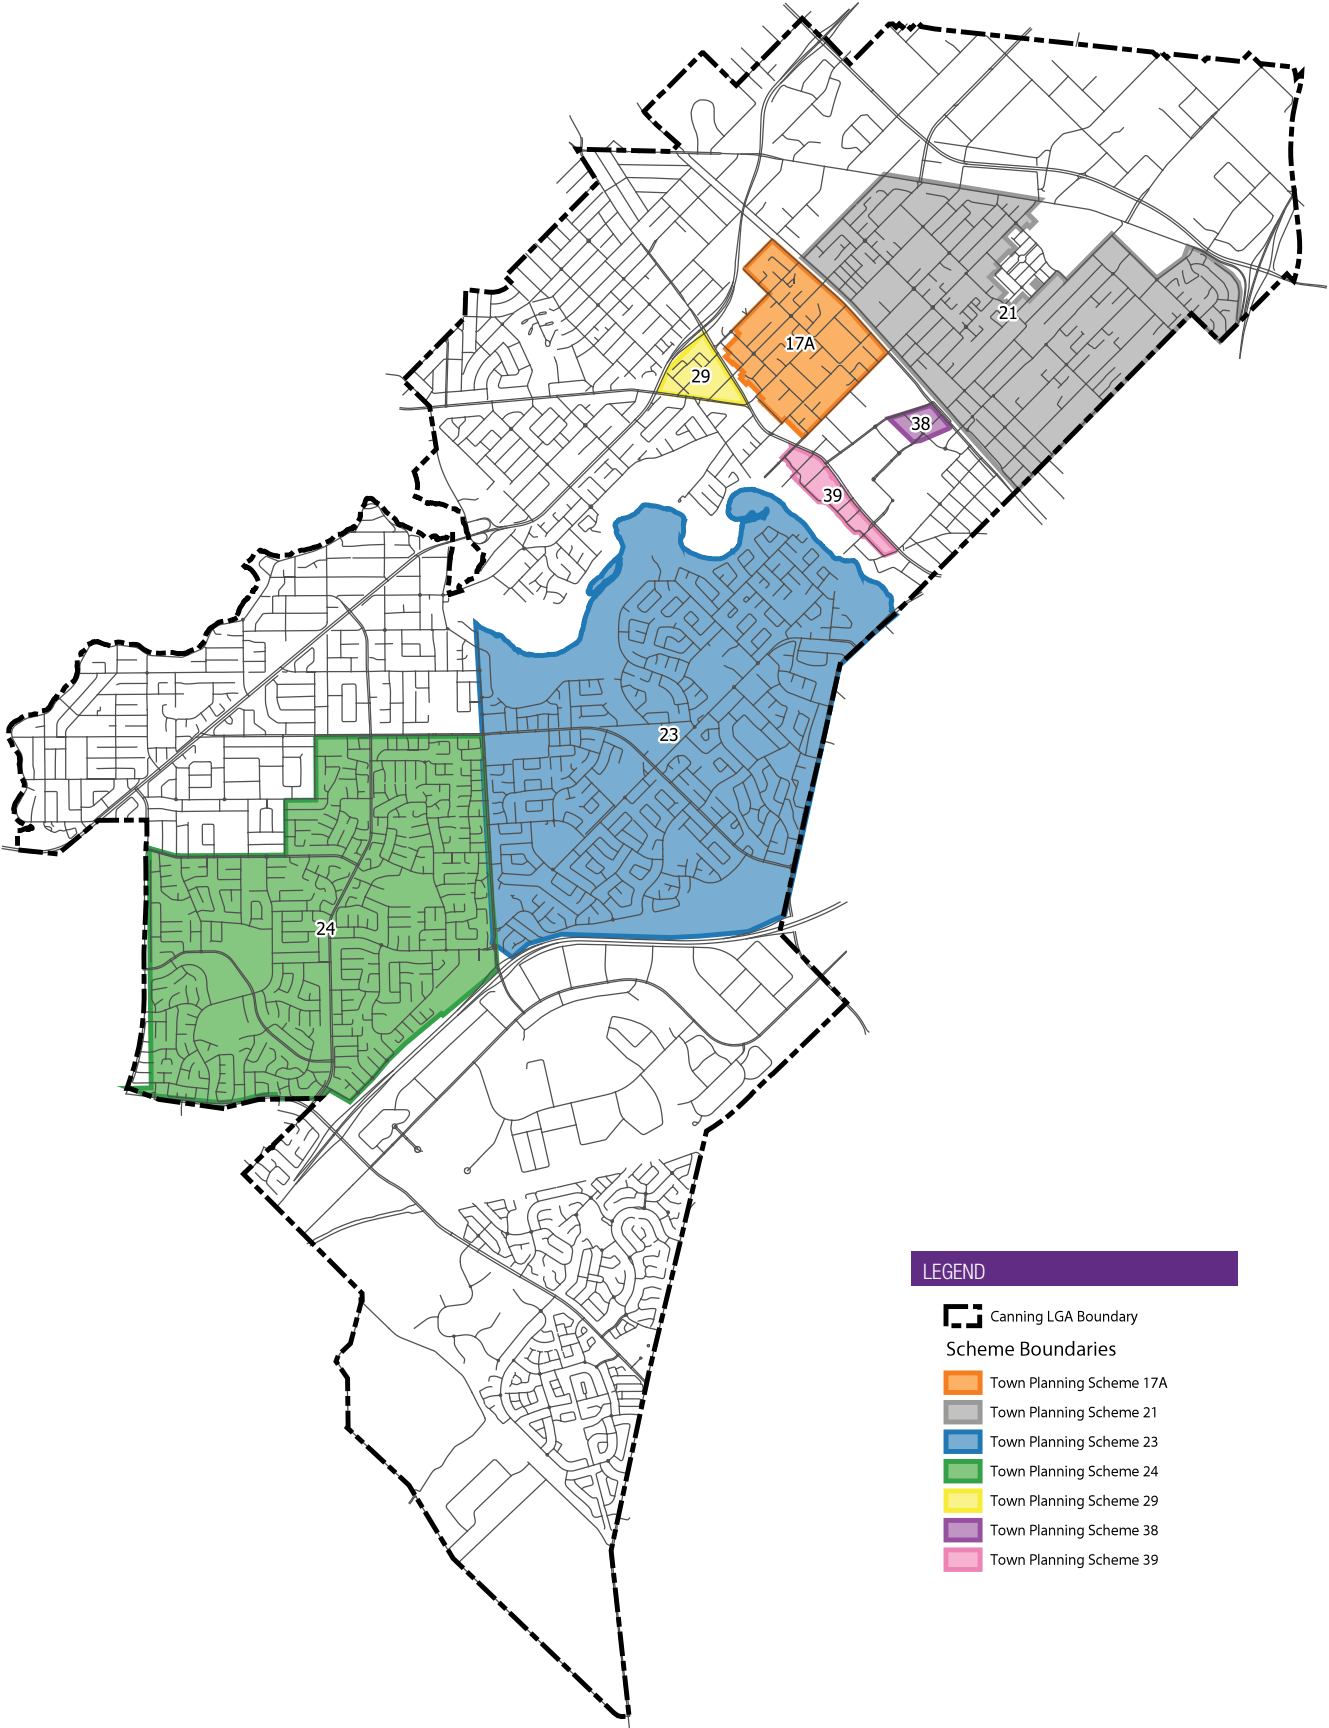 21
17A
29
38
39
23
24
LEGEND
Canning LGA Boundary
Scheme Boundaries
Town Planning Scheme 17A
Town Planning Scheme 21
Town Planning Scheme 23
Town Planning Scheme 24
Town Planning Scheme 29
Town Planning Scheme 38
Town Planning Scheme 39